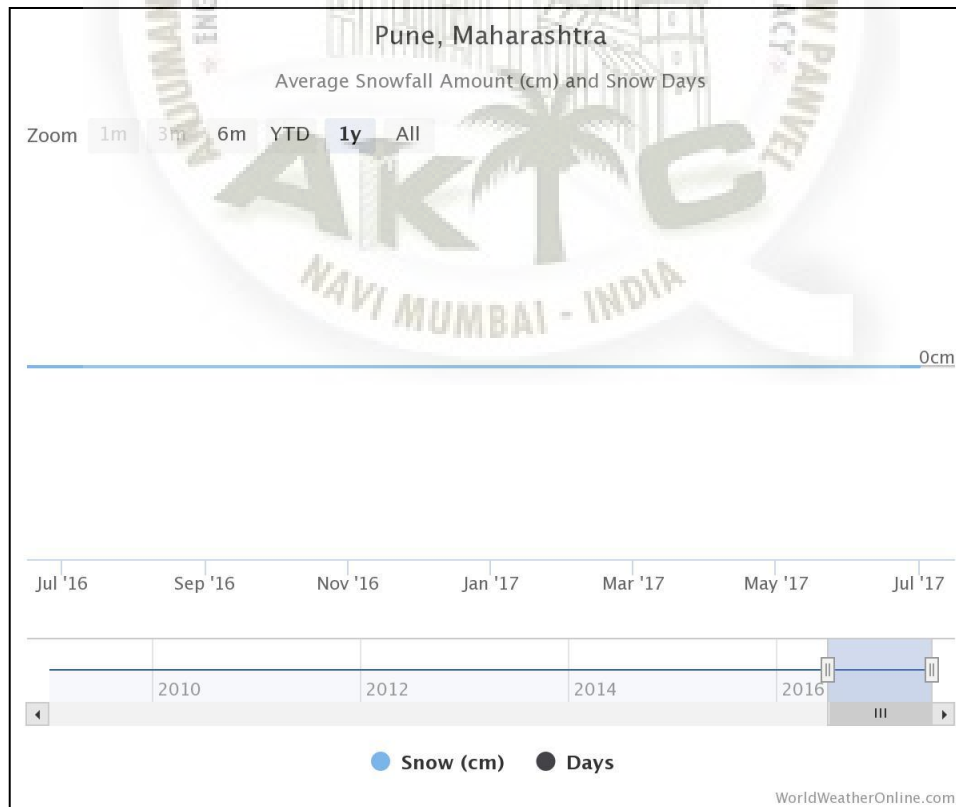 Pune, Maharashtra
Average Snowfall Amount (cm) and Snow Days
Zoom 1m 3m 6m YTD 1y All
AKTC
NAVI MUMBAI - INDIA
0cm
Jul '16 Sep '16 Nov '16 Jan '17 Mar '17 May '17 Jul '17
2010 2012 2014 2016
Snow (cm) Days
WorldWeatherOnline.com